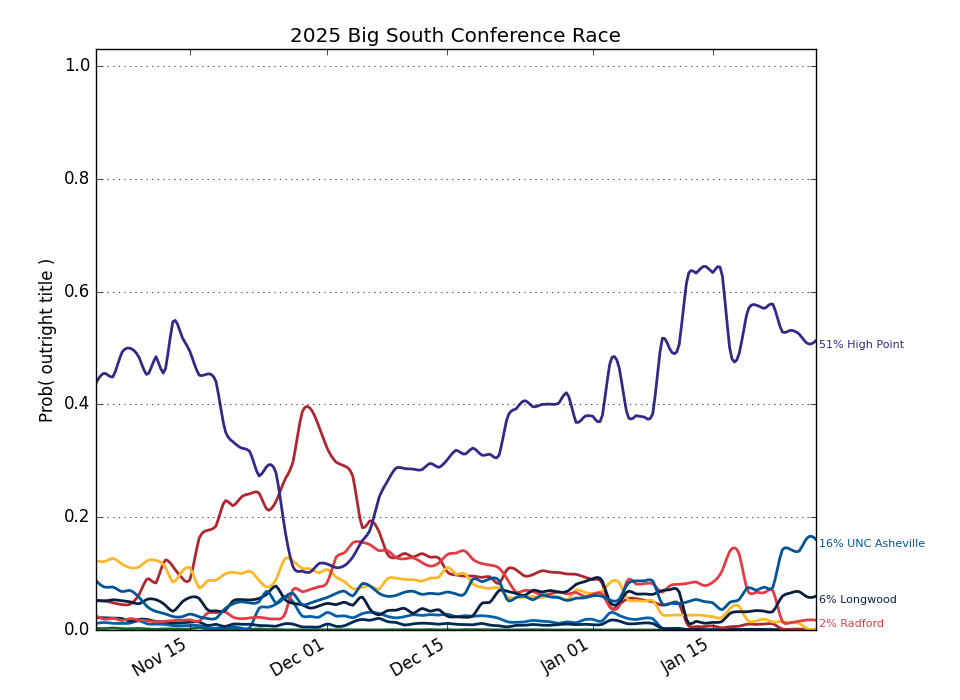 2025 Big South Conference Race
Prob( outright title )
1.0
0.8
0.6
0.4
0.2
0.0
51% High Point
16% UNC Asheville
6% Longwood
2% Radford
Nov 15
Dec 01
Dec 15
Jan 01
Jan 15